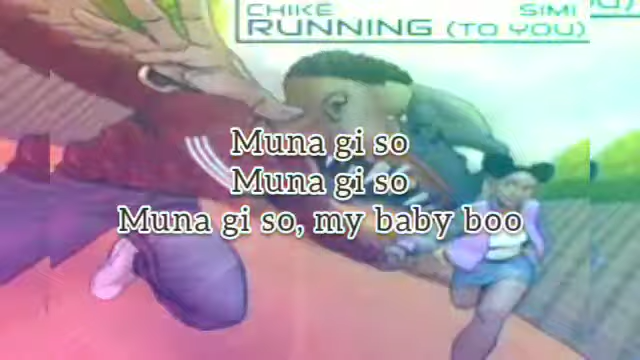 CHIKE SIMI
RUNNING (TO YOU)
Muna gi so
Muna gi so
Muna gi so, my baby boo